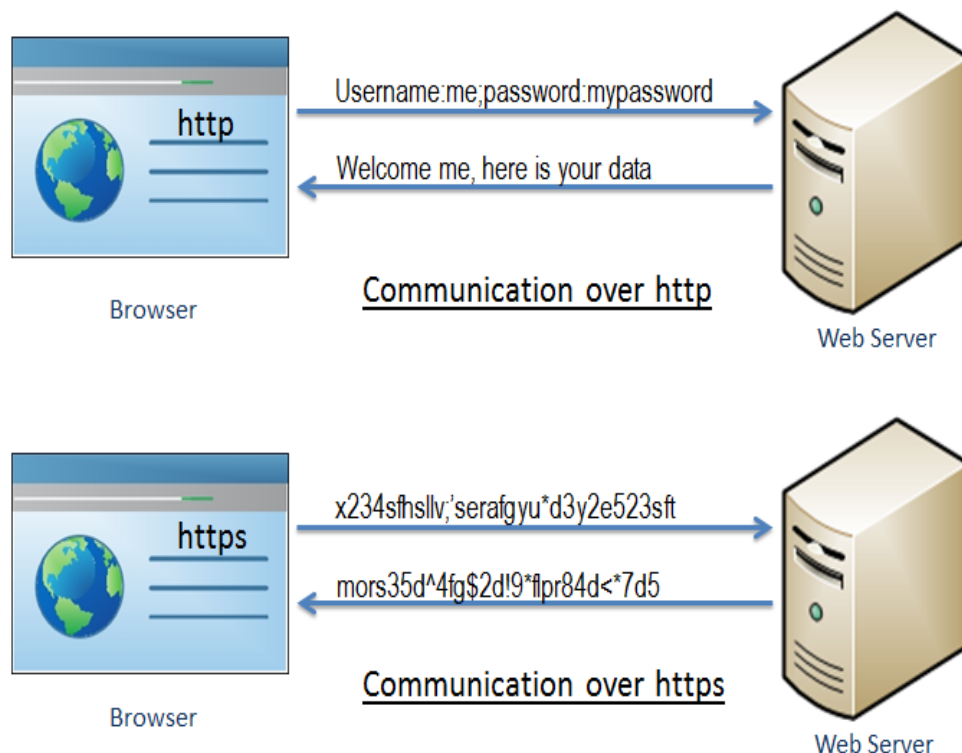 http
Username:me;password:mypassword
Welcome me, here is your data
Communication over http
Browser
Web Server
https
x234sfhsllv;’serafgyu*d3y2e523sft
mors35d^4fg$2d!9*flpr84d<*7d5
Communication over https
Browser
Web Server